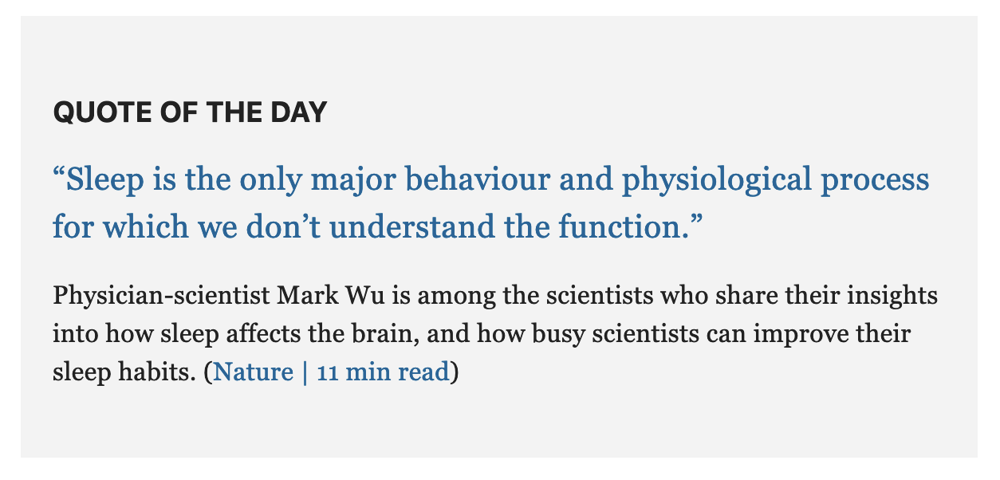 QUOTE OF THE DAY
“Sleep is the only major behaviour and physiological process
for which we don’t understand the function.”
Physician-scientist Mark Wu is among the scientists who share their insights
into how sleep affects the brain, and how busy scientists can improve their
sleep habits. (Nature | 11 min read)